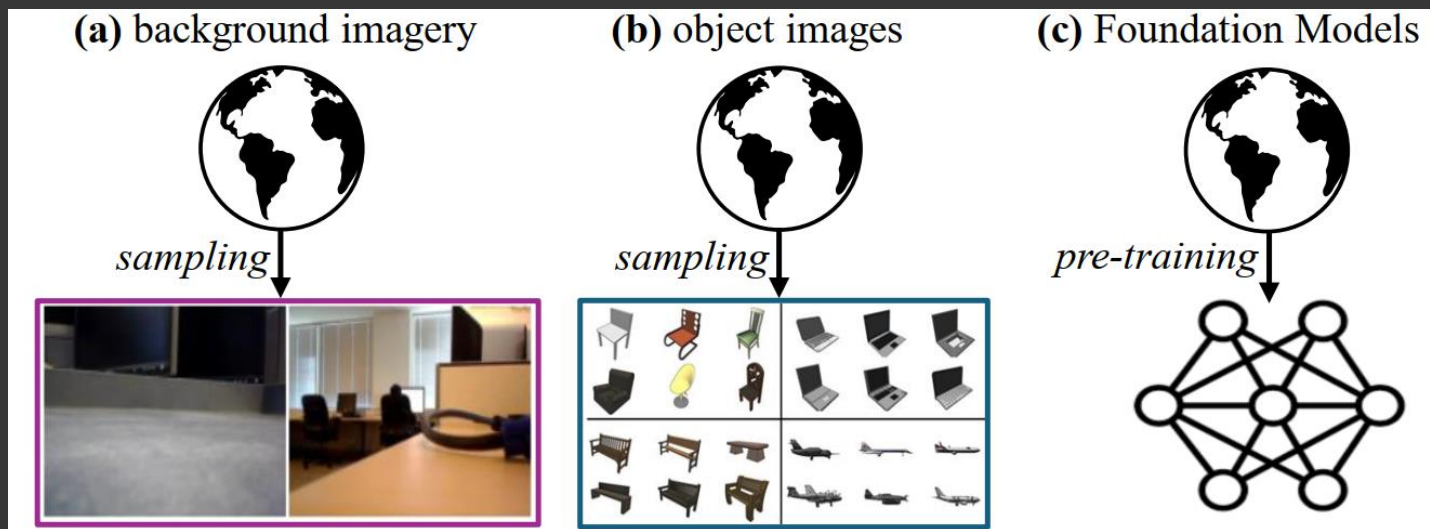 (a) background imagery
(b) object images
(c) Foundation Models
sampling
sampling
pre-training